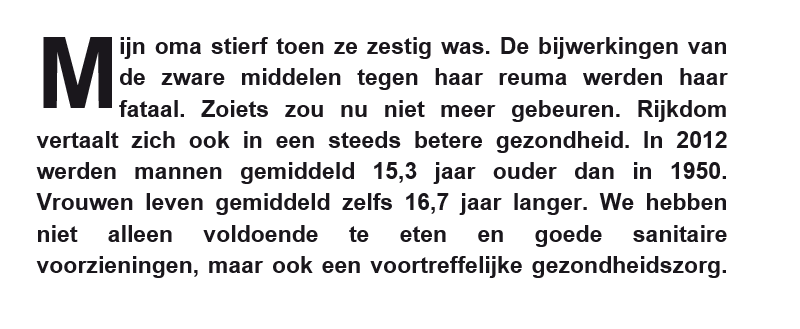 Mijn oma stierf toen ze zestig was. De bijwerkingen van
de zware middelen tegen haar reuma werden haar
fataal. Zoiets zou nu niet meer gebeuren. Rijkdom
vertaalt zich ook in een steeds betere gezondheid. In 2012
werden mannen gemiddeld 15,3 jaar ouder dan in 1950.
Vrouwen leven gemiddeld zelfs 16,7 jaar langer. We hebben
niet alleen voldoende te eten en goede sanitaire
voorzieningen, maar ook een voortreffelijke gezondheidszorg.